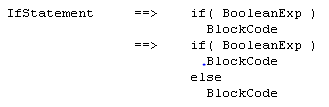 IfStatement ==> if( BooleanExp )
BlockCode
==> if( BooleanExp )
BlockCode
else
BlockCode